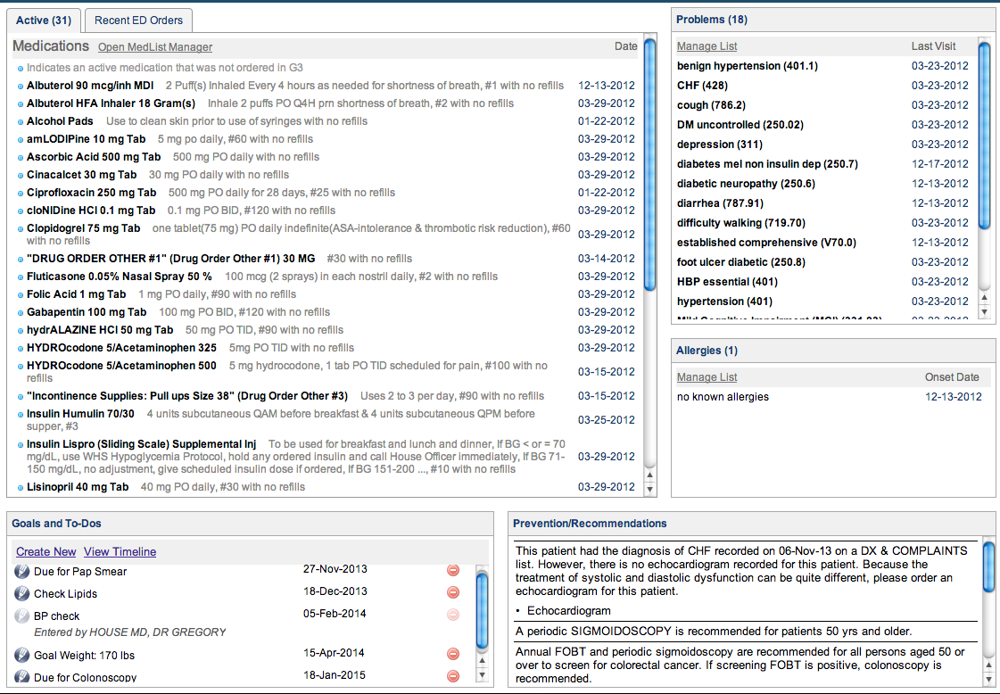 Active (31) Recent ED Orders
Medications Open MedList Manager Date
Indicates an active medication that was not ordered in G3
Albuterol 90 mcg/inh MDI 2 Puff(s) Inhaled Every 4 hours as needed for shortness of breath, #1 with no refills 12-13-2012
Albuterol HFA Inhaler 18 Gram(s) Inhale 2 puffs PO Q4H prn shortness of breath, #2 with no refills 03-29-2012
Alcohol Pads Use to clean skin prior to use of syringes with no refills 01-22-2012
amLODIPine 10 mg Tab 5 mg po daily, #60 with no refills 03-29-2012
Ascorbic Acid 500 mg Tab 500 mg PO daily with no refills 03-29-2012
Cinacalcet 30 mg Tab 30 mg PO daily with no refills 03-29-2012
Ciprofloxacin 250 mg Tab 500 mg PO daily for 28 days, #25 with no refills 01-22-2012
cloNIDine HCl 0.1 mg Tab 0.1 mg PO BID, #120 with no refills 03-29-2012
Clopidogrel 75 mg Tab one tablet(75 mg) PO daily indefinite(ASA-intolerance & thrombotic risk reduction), #60
with no refills 03-29-2012
"DRUG ORDER OTHER #1" (Drug Order Other #1) 30 MG #30 with no refills 03-14-2012
Fluticasone 0.05% Nasal Spray 50 % 100 mcg (2 sprays) in each nostril daily, #2 with no refills 03-29-2012
Folic Acid 1 mg Tab 1 mg PO daily, #90 with no refills 03-29-2012
Gabapentin 100 mg Tab 100 mg PO BID, #120 with no refills 03-29-2012
hydrALAZINE HCl 50 mg Tab 50 mg PO TID, #90 with no refills 03-29-2012
HYDROcodone 5/Acetaminophen 325 5mg PO TID with no refills 03-29-2012
HYDROcodone 5/Acetaminophen 500 5 mg hydrocodone, 1 tab PO TID scheduled for pain, #100 with no
refills 03-15-2012
"Incontinence Supplies: Pull ups Size 38" (Drug Order Other #3) Uses 2 to 3 per day, #90 with no refills 03-15-2012
Insulin Humulin 70/30 4 units subcutaneous QAM before breakfast & 4 units subcutaneous QPM before
supper, #3 03-25-2012
Insulin Lispro (Sliding Scale) Supplemental Inj To be used for breakfast and lunch and dinner, If BG < or = 70
mg/dL, use WHS Hypoglycemia Protocol, hold any ordered insulin and call House Officer immediately, If BG 71-
150 mg/dL, no adjustment, give scheduled insulin dose if ordered, If BG 151-200 ..., #10 with no refills 03-29-2012
Lisinopril 40 mg Tab 40 mg PO daily, #30 with no refills 03-29-2012
Problems (18)
Manage List Last Visit
benign hypertension (401.1) 03-23-2012
CHF (428) 03-23-2012
cough (786.2) 03-23-2012
DM uncontrolled (250.02) 03-23-2012
depression (311) 03-23-2012
diabetes mel non insulin dep (250.7) 12-17-2012
diabetic neuropathy (250.6) 12-13-2012
diarrhea (787.91) 12-13-2012
difficulty walking (719.70) 03-23-2012
established comprehensive (V70.0) 12-13-2012
foot ulcer diabetic (250.8) 03-23-2012
HBP essential (401) 03-23-2012
hypertension (401) 03-23-2012
Mild Cognitive Impairment (MCI)
Allergies (1)
Manage List Onset Date
no known allergies 12-13-2012
Goals and To-Dos
Create New View Timeline
Due for Pap Smear 27-Nov-2013
Check Lipids 18-Dec-2013
BP check 05-Feb-2014
Entered by HOUSE MD, DR GREGORY
Goal Weight: 170 lbs 15-Apr-2014
Due for Colonoscopy 18-Jan-2015
Prevention/Recommendations
This patient had the diagnosis of CHF recorded on 06-Nov-13 on a DX & COMPLAINTS
list. However, there is no echocardiogram recorded for this patient. Because the
treatment of systolic and diastolic dysfunction can be quite different, please order an
echocardiogram for this patient.
• Echocardiogram
A periodic SIGMOIDOSCOPY is recommended for patients 50 yrs and older.
Annual FOBT and periodic sigmoidoscopy are recommended for all persons aged 50 or
over to screen for colorectal cancer. If screening FOBT is positive, colonoscopy is
recommended.